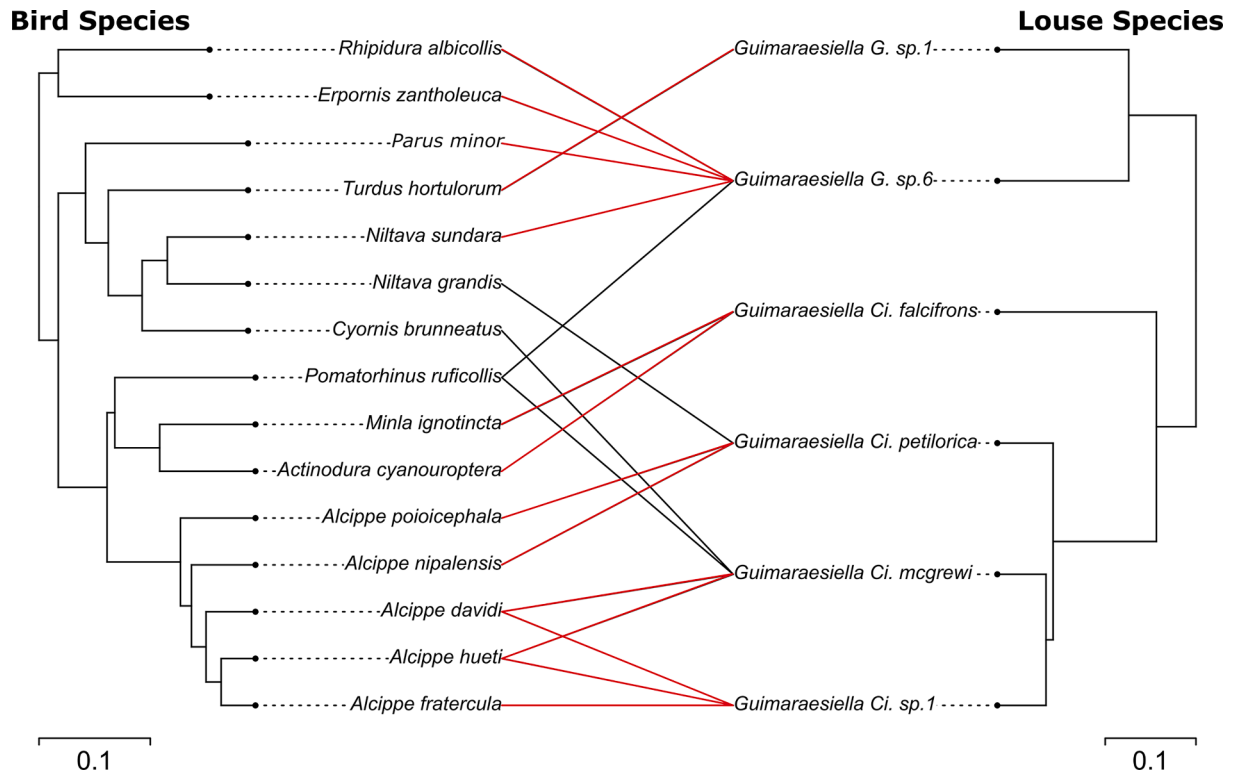 Bird Species
Louse Species
Rhipidura albicollis
Guimaraesiella G. sp.1
Erpornis zantholeuca
Parus minor
Guimaraesiella G. sp.6
Turdus hortulorum
Niltava sundara
Niltava grandis
Guimaraesiella Ci. falcifrons
Cyornis brunneatus
Pomatorhinus ruficollis
Minla ignotincta
Guimaraesiella Ci. petilorica
Actinodura cyanouroptera
Alcippe poioicephala
Alcippe nipalensis
Guimaraesiella Ci. mcgrewi
Alcippe davidi
Alcippe hueti
Alcippe fratercula
Guimaraesiella Ci. sp.1
0.1
0.1